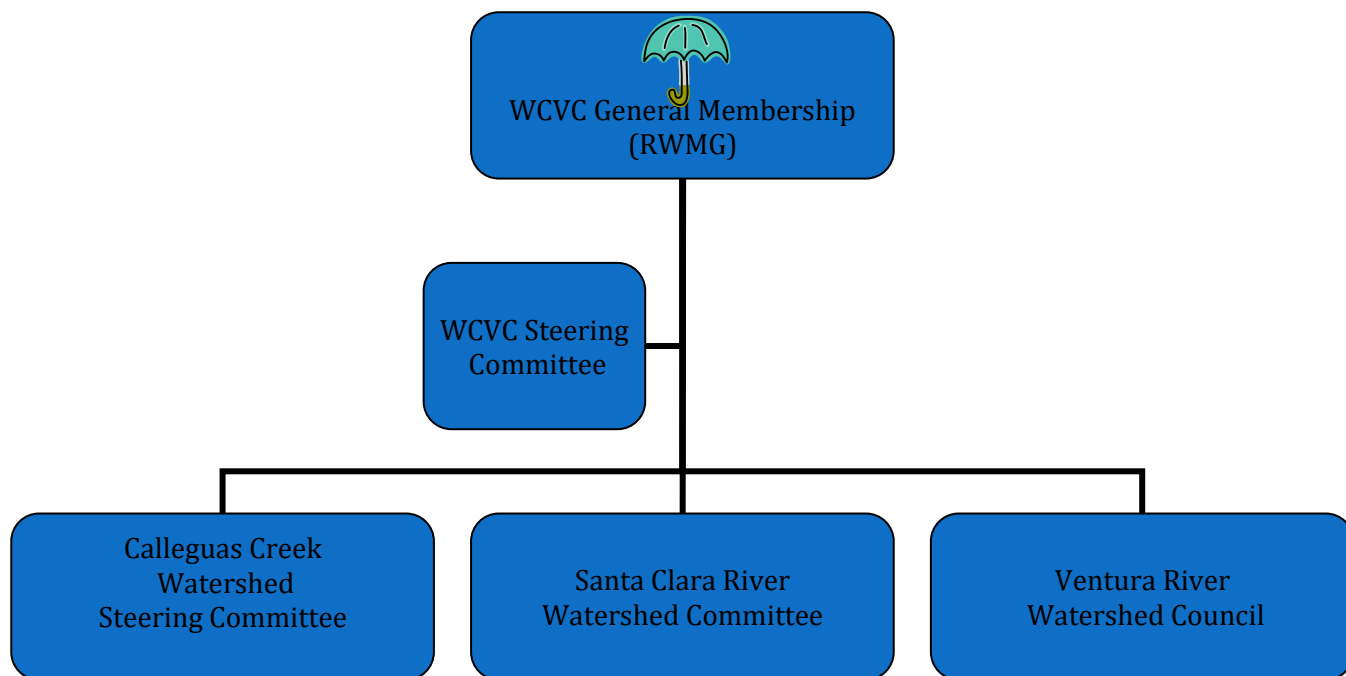 WCVC General Membership
(RWMG)
WCVC Steering
Committee
Calleguas Creek
Watershed
Steering Committee
Santa Clara River
Watershed Committee
Ventura River
Watershed Council